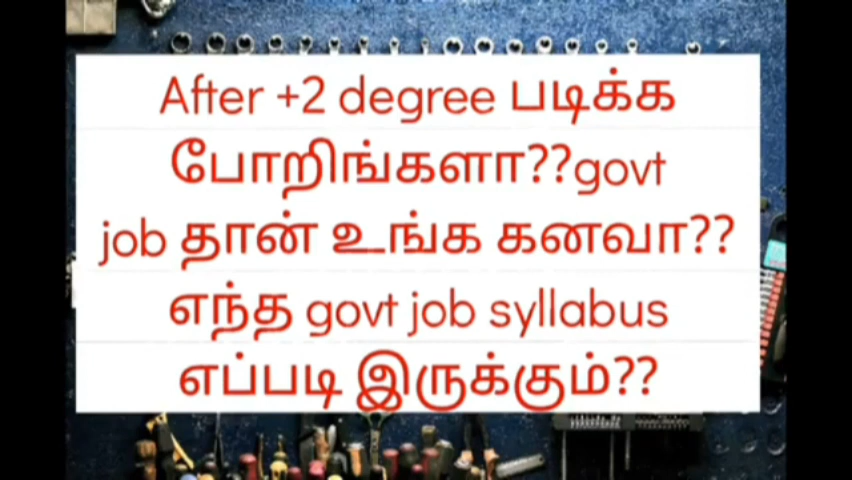 After +2 degree படிக்க
போறிங்களா??govt
job தான் உங்க கனவா??
எந்த govt job syllabus
எப்படி இருக்கும்??